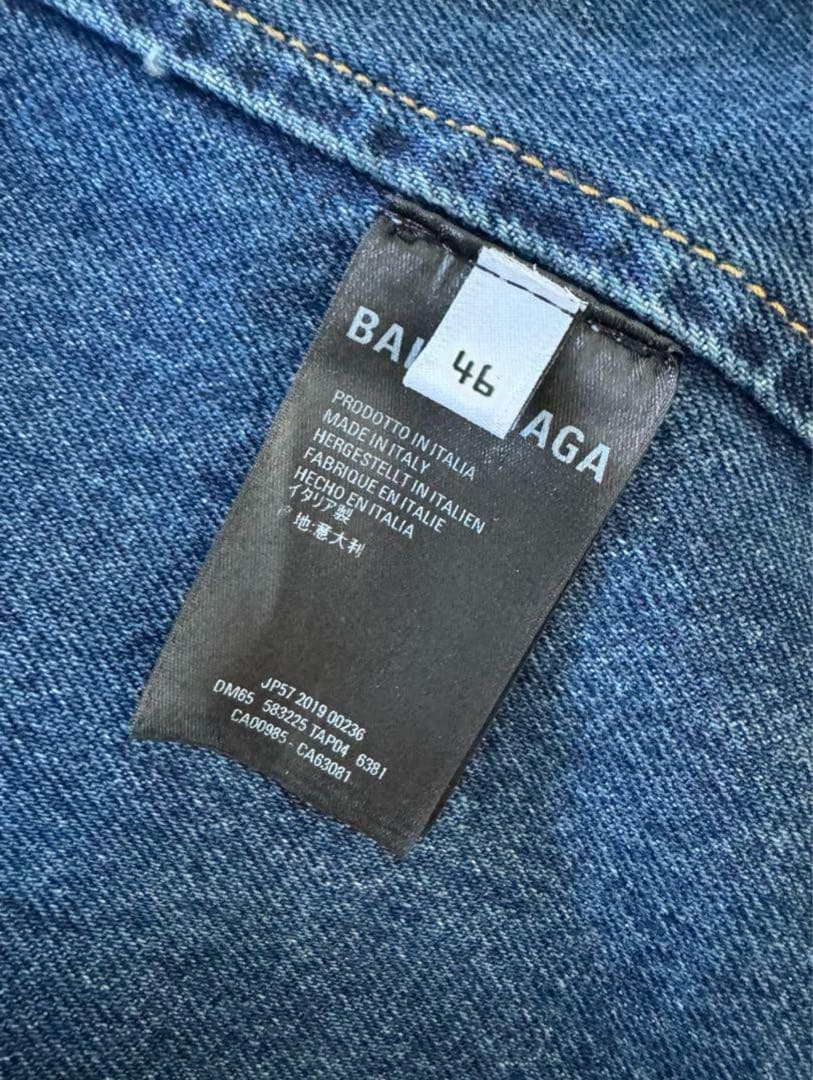 BAL AGA
46
PRODOTTO IN ITALIA
MADE IN ITALY
HERGESTELLT IN ITALIEN
FABRIQUE EN ITALIE
HECHO EN ITALIA
イタリア製
地:意大利
JP57 2019 00236
DM65 583225 TAP04 6381
CA00985 - CA63081